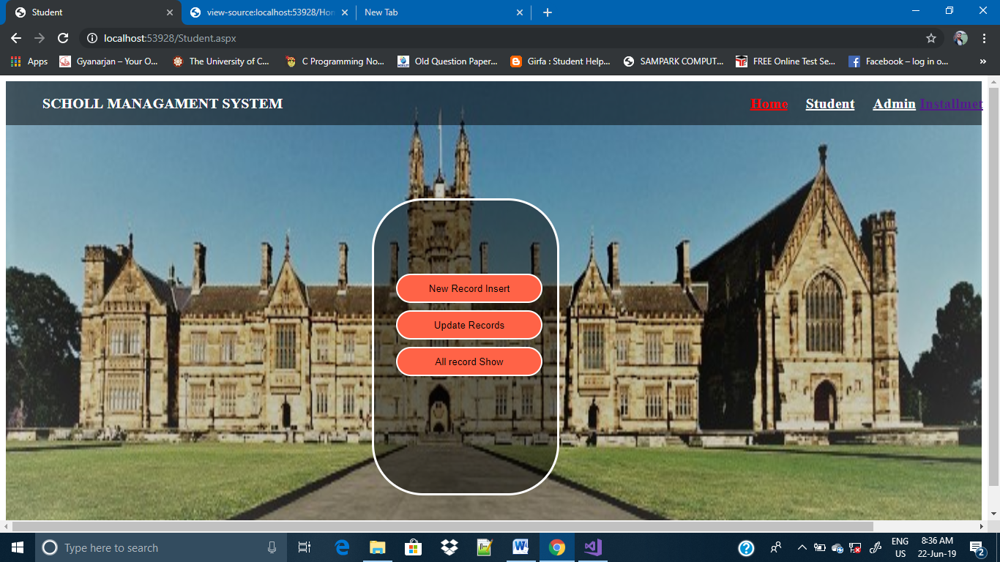 Student
view-source:localhost:53928/Hor
New Tab
localhost:53928/Student.aspx
Apps
Gyanarjan – Your O...
The University of C...
C Programming No...
Old Question Paper...
Girfa : Student Help...
SAMPARK COMPUT...
FREE Online Test Se...
Facebook – log in o...
»
SCHOLL MANAGAMENT SYSTEM
Home Student Admin Installmet
New Record Insert
Update Records
All record Show
Type here to search
ENG
US
8:36 AM
22-Jun-19
2